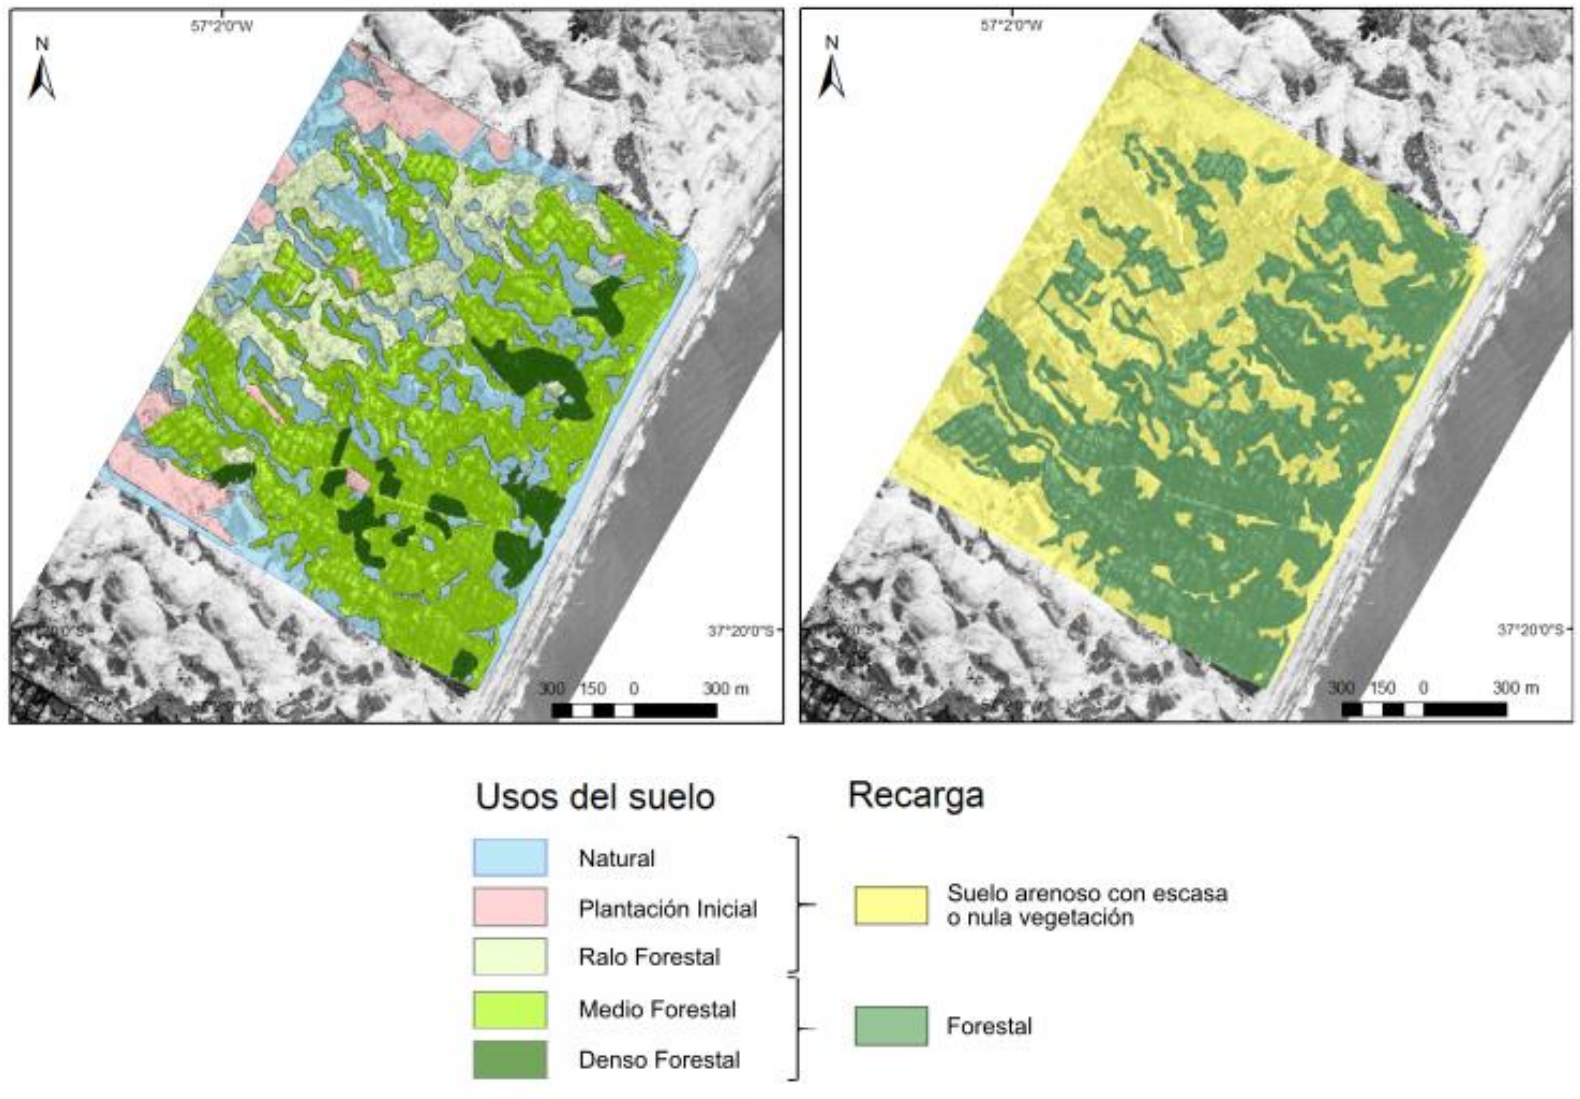 57°2'0"W
57°2'0"W
N
N
37°20'0"S
37°20'0"S
300 150 0 300 m
300 150 0 300 m
Usos del suelo
Recarga
Natural
Plantación Inicial
Suelo arenoso con escasa
o nula vegetación
Ralo Forestal
Medio Forestal
Forestal
Denso Forestal